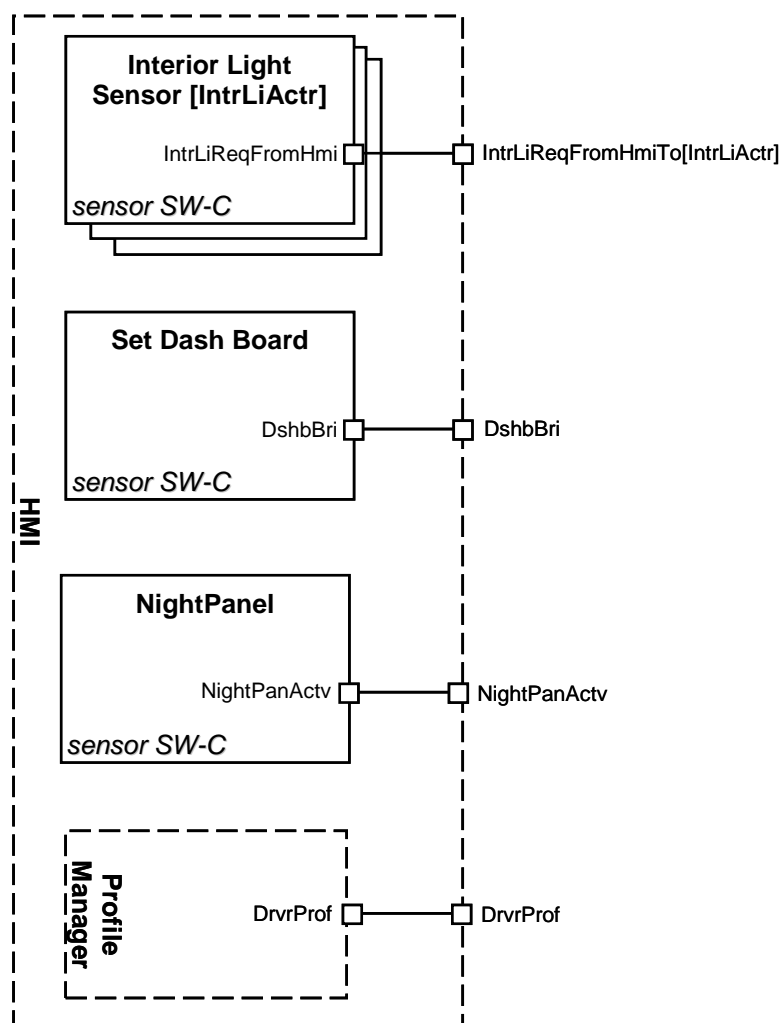 Interior Light
Sensor [IntrLiActr]
IntrLiReqFromHmi
IntrLiReqFromHmiTo[IntrLiActr]
sensor SW-C
Set Dash Board
DshbBri
DshbBri
sensor SW-C
HMI
NightPanel
NightPanActv
NightPanActv
sensor SW-C
Profile
Manager
DrvrProf
DrvrProf